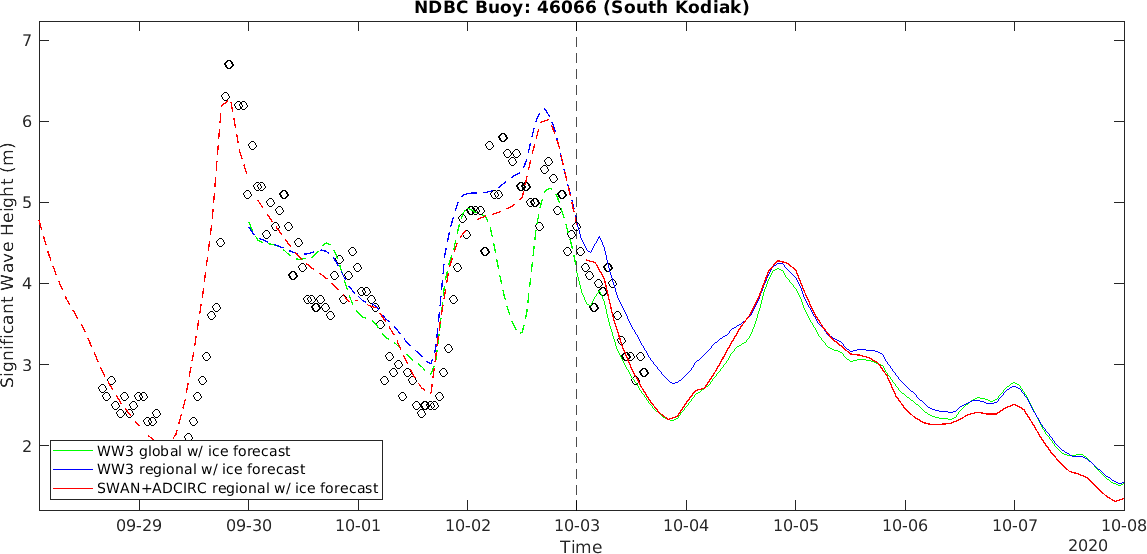 NDBC Buoy: 46066 (South Kodiak)
7
6
5
4
3
2
Significant Wave Height (m)
WW3 global w/ ice forecast
WW3 regional w/ ice forecast
SWAN+ADCIRC regional w/ ice forecast
09-29 09-30 10-01 10-02 10-03 10-04 10-05 10-06 10-07 10-08
Time
2020